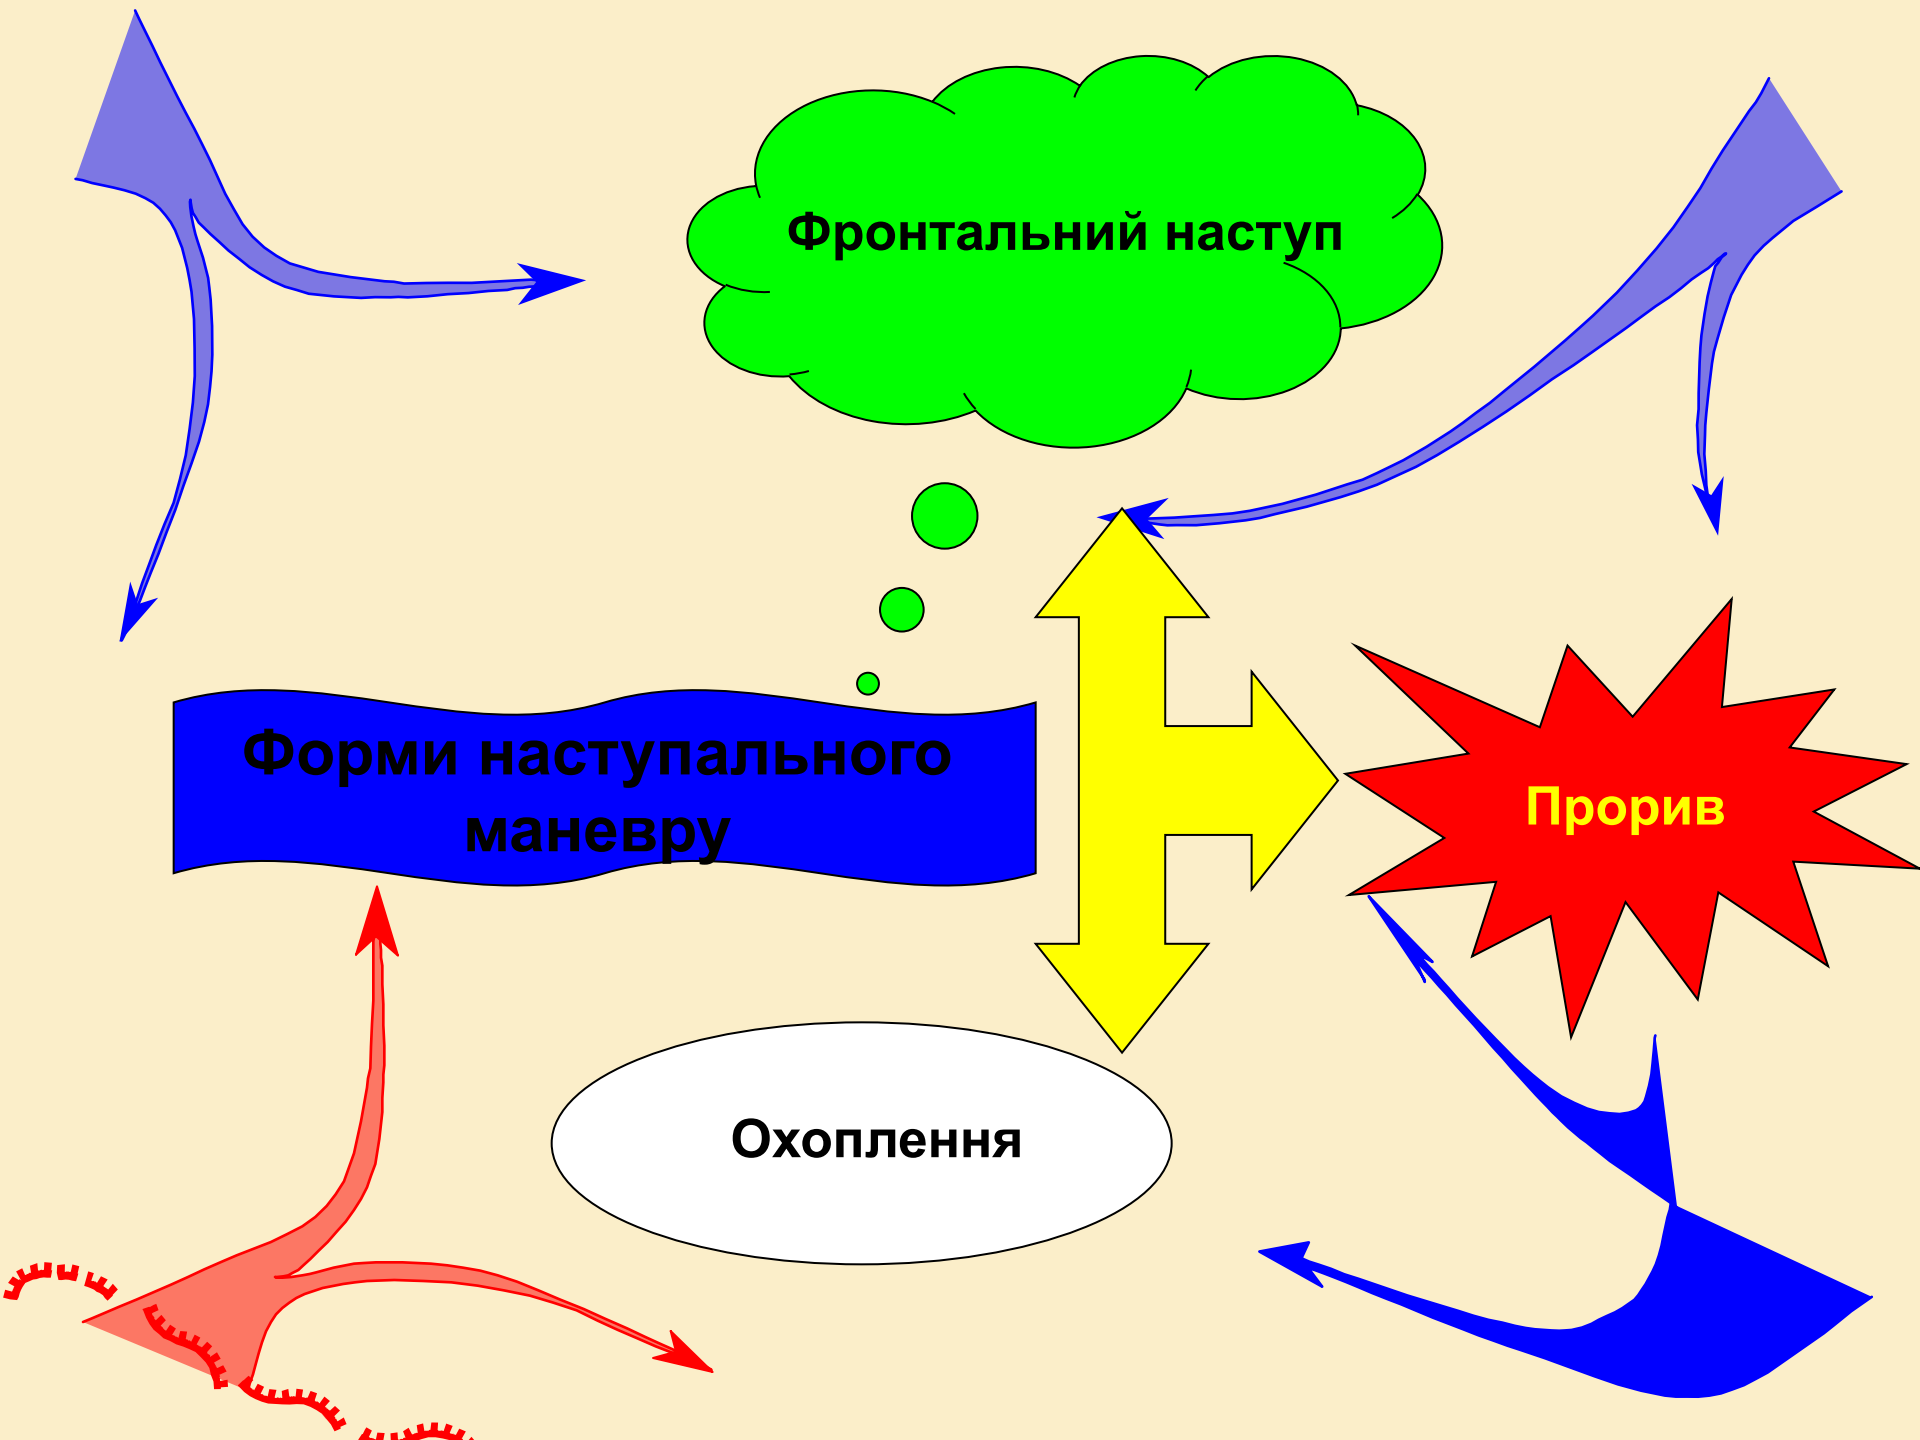 Фронтальний наступ
Форми наступального
маневру
Прорив
Охоплення